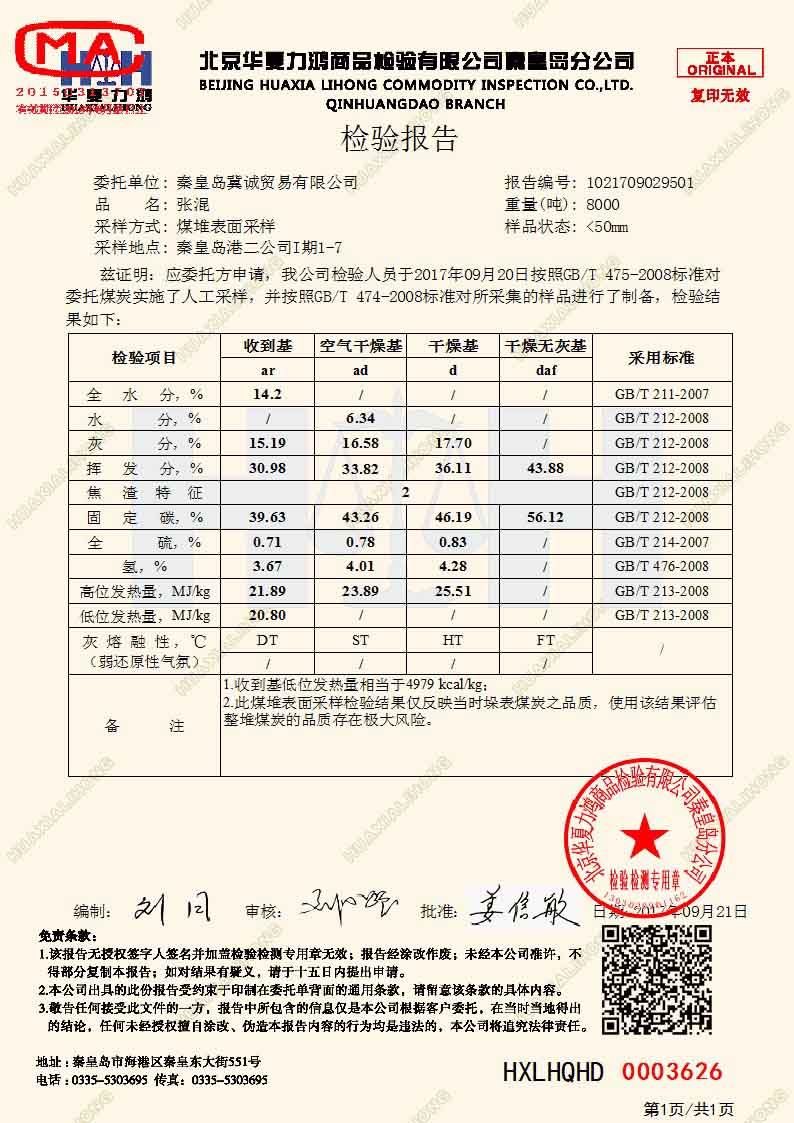 CMA
2015031350U
华夏力鸿
HUAXIALIHONG
北京华夏力鸿商品检验有限公司秦皇岛分公司
BEIJING HUAXIA LIHONG COMMODITY INSPECTION CO.,LTD.
QINHUANGDAO BRANCH
正本
ORIGINAL
复印无效
检验报告
委托单位：秦皇岛冀诚贸易有限公司 报告编号：1021709029501
品 名：张混 重量(吨)：8000
采样方式：煤堆表面采样 样品状态：<50mm
采样地点：秦皇岛港二公司I期1-7
兹证明：应委托方申请，我公司检验人员于2017年09月20日按照GB/T 475-2008标准对
委托煤炭实施了人工采样，并按照GB/T 474-2008标准对所采集的样品进行了制备，检验结
果如下：
检验项目 收到基 空气干燥基 干燥基 干燥无灰基 采用标准
ar ad d daf
全 水 分，% 14.2 / / / GB/T 211-2007
水 分，% / 6.34 / / GB/T 212-2008
灰 分，% 15.19 16.58 17.70 / GB/T 212-2008
挥 发 分，% 30.98 33.82 36.11 43.88 GB/T 212-2008
焦 渣 特 征 2 GB/T 212-2008
固 定 碳，% 39.63 43.26 46.19 56.12 GB/T 212-2008
全 硫，% 0.71 0.78 0.83 / GB/T 214-2007
氢，% 3.67 4.01 4.28 / GB/T 476-2008
高位发热量，MJ/kg 21.89 23.89 25.51 / GB/T 213-2008
低位发热量，MJ/kg 20.80 / / / GB/T 213-2008
灰 熔 融 性，℃ DT ST HT FT /
（弱还原性气氛） / / / /
备 注
1.收到基低位发热量相当于4979 kcal/kg；
2.此煤堆表面采样检验结果仅反映当时垛表煤炭之品质，使用该结果评估
整堆煤炭的品质存在极大风险。
北京华夏力鸿商品检验有限公司秦皇岛分公司
检验检测专用章
编制：刘闯 审核： 批准：姜信敏 日期：2017年09月21日
免责条款：
1.该报告无授权签字人签名并加盖检验检测专用章无效；报告经涂改作废；未经本公司准许，不
得部分复制本报告；如对结果有疑义，请于十五日内提出申请。
2.本公司出具的此份报告受约束于印制在委托单背面的通用条款，请留意该条款的具体内容。
3.敬告任何接受此文件的一方，报告中所包含的信息仅是本公司根据客户委托，在当时当地得出
的结论，任何未经授权擅自涂改、伪造本报告内容的行为均是违法的，本公司将追究法律责任。
地址：秦皇岛市海港区秦皇东大街551号
电话：0335-5303695 传真：0335-5303695
HXLHQHD 0003626
第1页/共1页